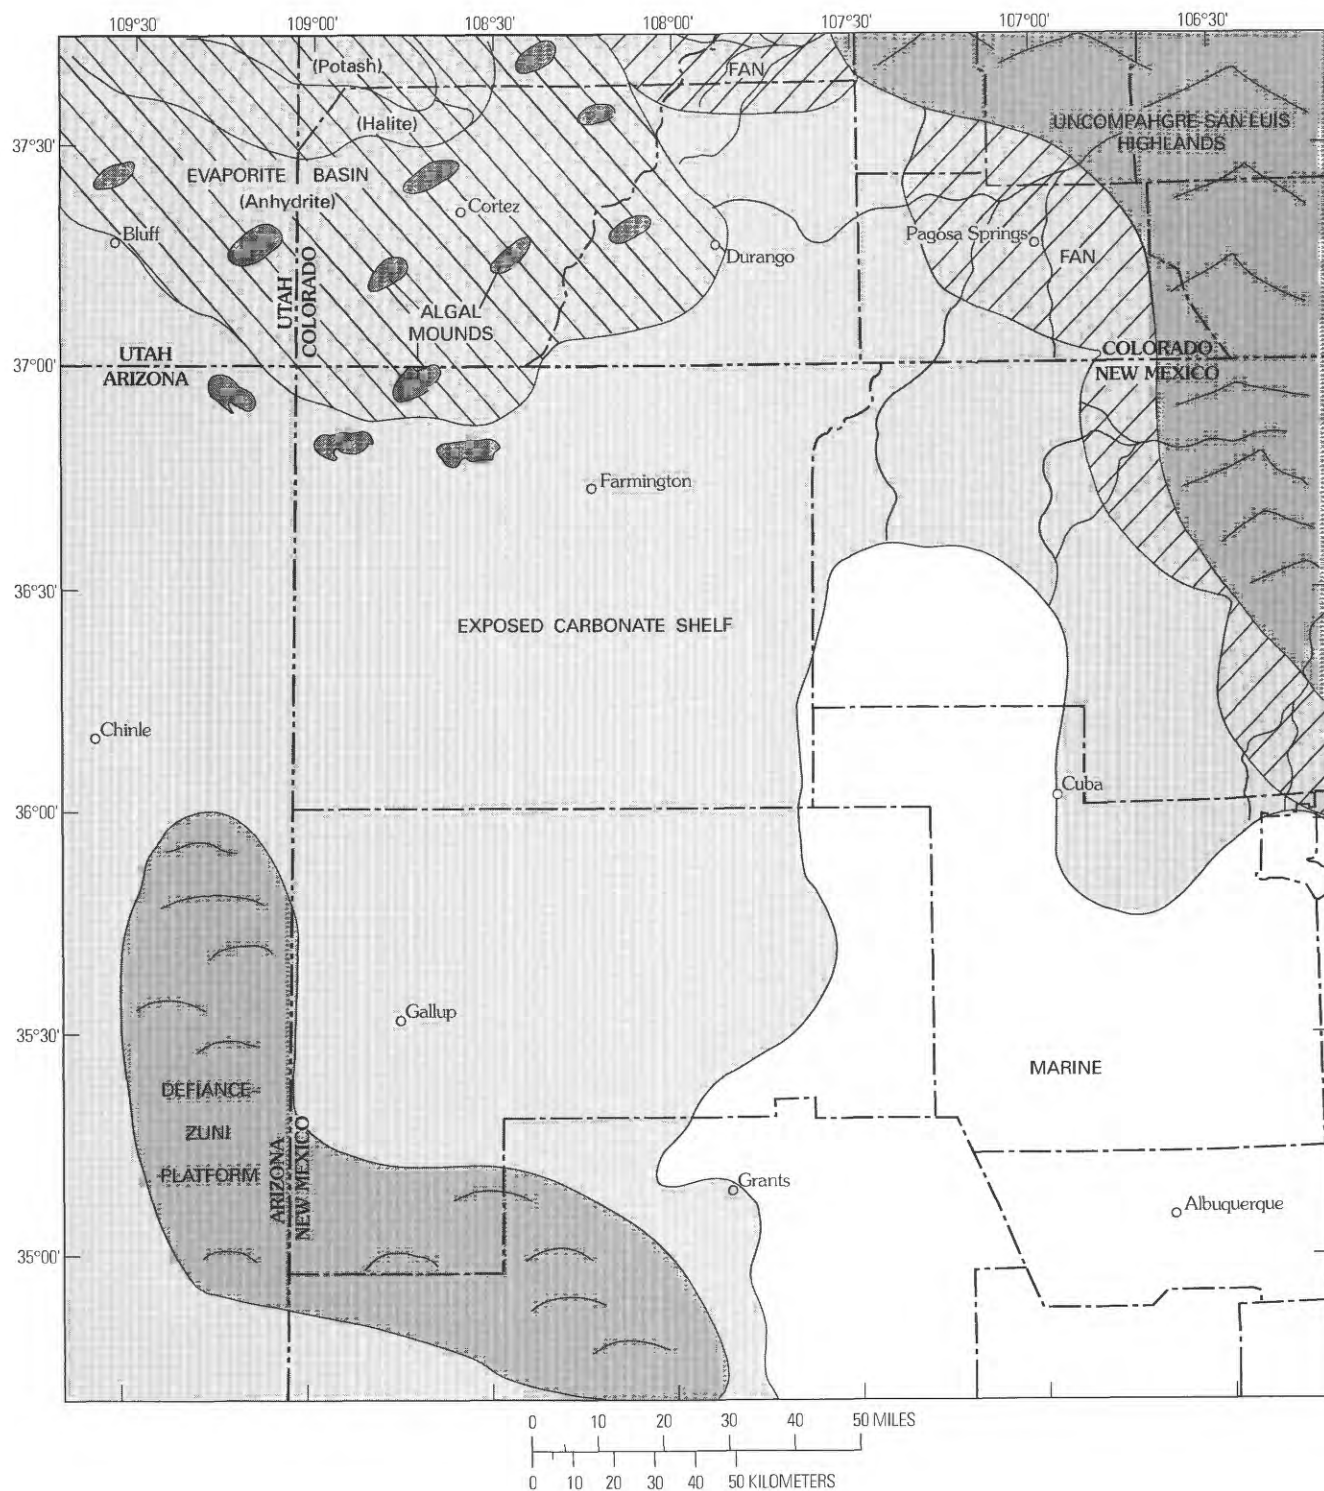 109°30' 109°00' 108°30' 108°00' 107°30' 107°00' 106°30'
(Potash)
FAN
(Halite)
UNCOMPAHGRE-SAN LUIS
HIGHLANDS
37°30'
EVAPORITE BASIN
(Anhydrite)
Cortez
Bluff
Pagosa Springs
Durango
FAN
UTAH
COLORADO
ALGAL
MOUNDS
UTAH
ARIZONA
37°00'
COLORADO
NEW MEXICO
Farmington
36°30'
EXPOSED CARBONATE SHELF
Chinle
Cuba
36°00'
Gallup
35°30'
MARINE
DEFIANCE
ZUNI
PLATFORM
ARIZONA
NEW MEXICO
Grants
Albuquerque
35°00'
0 10 20 30 40 50 MILES
0 10 20 30 40 50 KILOMETERS